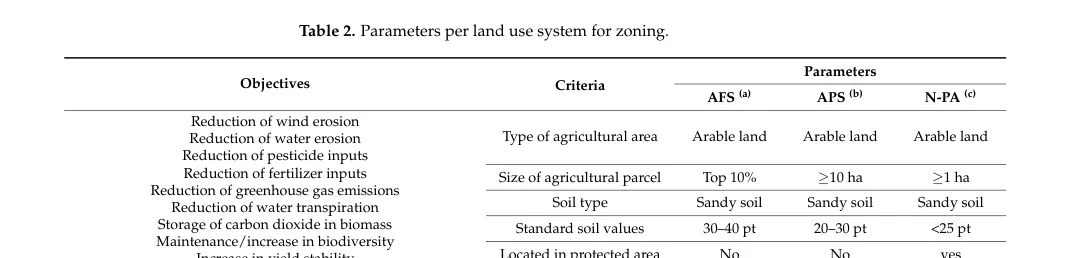 Table 2. Parameters per land use system for zoning.
Objectives Criteria Parameters
AFS (a) APS (b) N-PA (c)
Reduction of wind erosion
Reduction of water erosion
Reduction of pesticide inputs
Reduction of fertilizer inputs
Reduction of greenhouse gas emissions
Reduction of water transpiration
Storage of carbon dioxide in biomass
Maintenance/increase in biodiversity
Increase in yield stability
Type of agricultural area Arable land Arable land Arable land
Size of agricultural parcel Top 10% ≥10 ha ≥1 ha
Soil type Sandy soil Sandy soil Sandy soil
Standard soil values 30–40 pt 20–30 pt <25 pt
Located in protected area No No yes